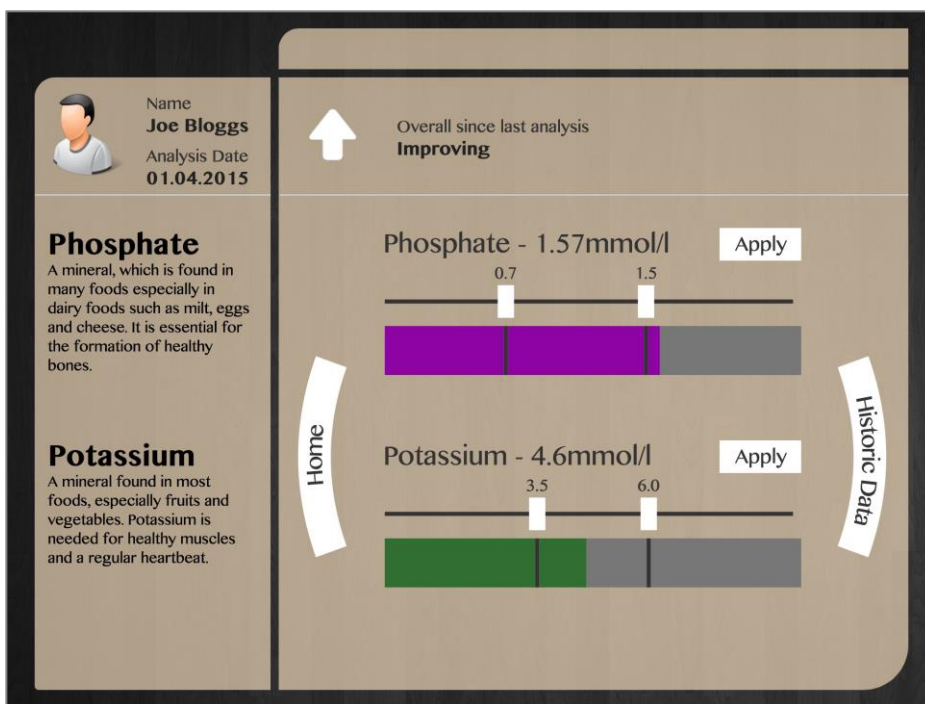 Name
Joe Bloggs
Analysis Date
01.04.2015
Overall since last analysis
Improving
Phosphate
A mineral, which is found in
many foods especially in
dairy foods such as milt, eggs
and cheese. It is essential for
the formation of healthy
bones.
Phosphate - 1.57mmol/l
Apply
0.7
1.5
Home
Historic Data
Potassium
A mineral found in most
foods, especially fruits and
vegetables. Potassium is
needed for healthy muscles
and a regular heartbeat.
Potassium - 4.6mmol/l
Apply
3.5
6.0